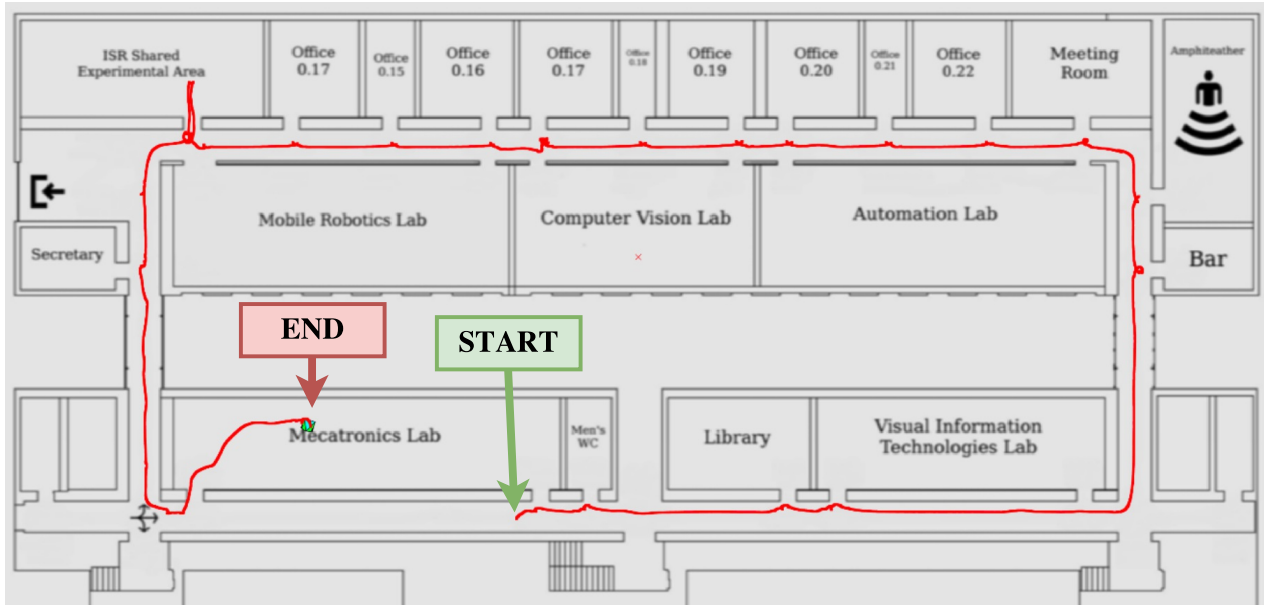 ISR Shared
Experimental Area
Office
0.17
Office
0.15
Office
0.16
Office
0.17
Office
0.18
Office
0.19
Office
0.20
Office
0.21
Office
0.22
Meeting
Room
Amphiteather
Mobile Robotics Lab
Computer Vision Lab
Automation Lab
Secretary
Bar
END
START
Mecatronics Lab
Men's
WC
Library
Visual Information
Technologies Lab